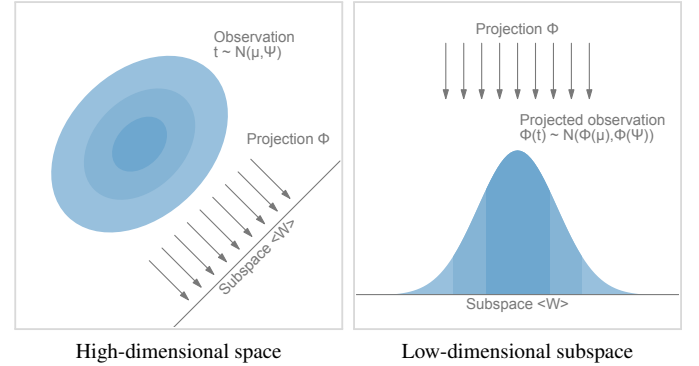 Observation
t ~ N(μ,Ψ)
Projection Φ
Subspace <W>
High-dimensional space
Projection Φ
Projected observation
Φ(t) ~ N(Φ(μ),Φ(Ψ))
Subspace <W>
Low-dimensional subspace